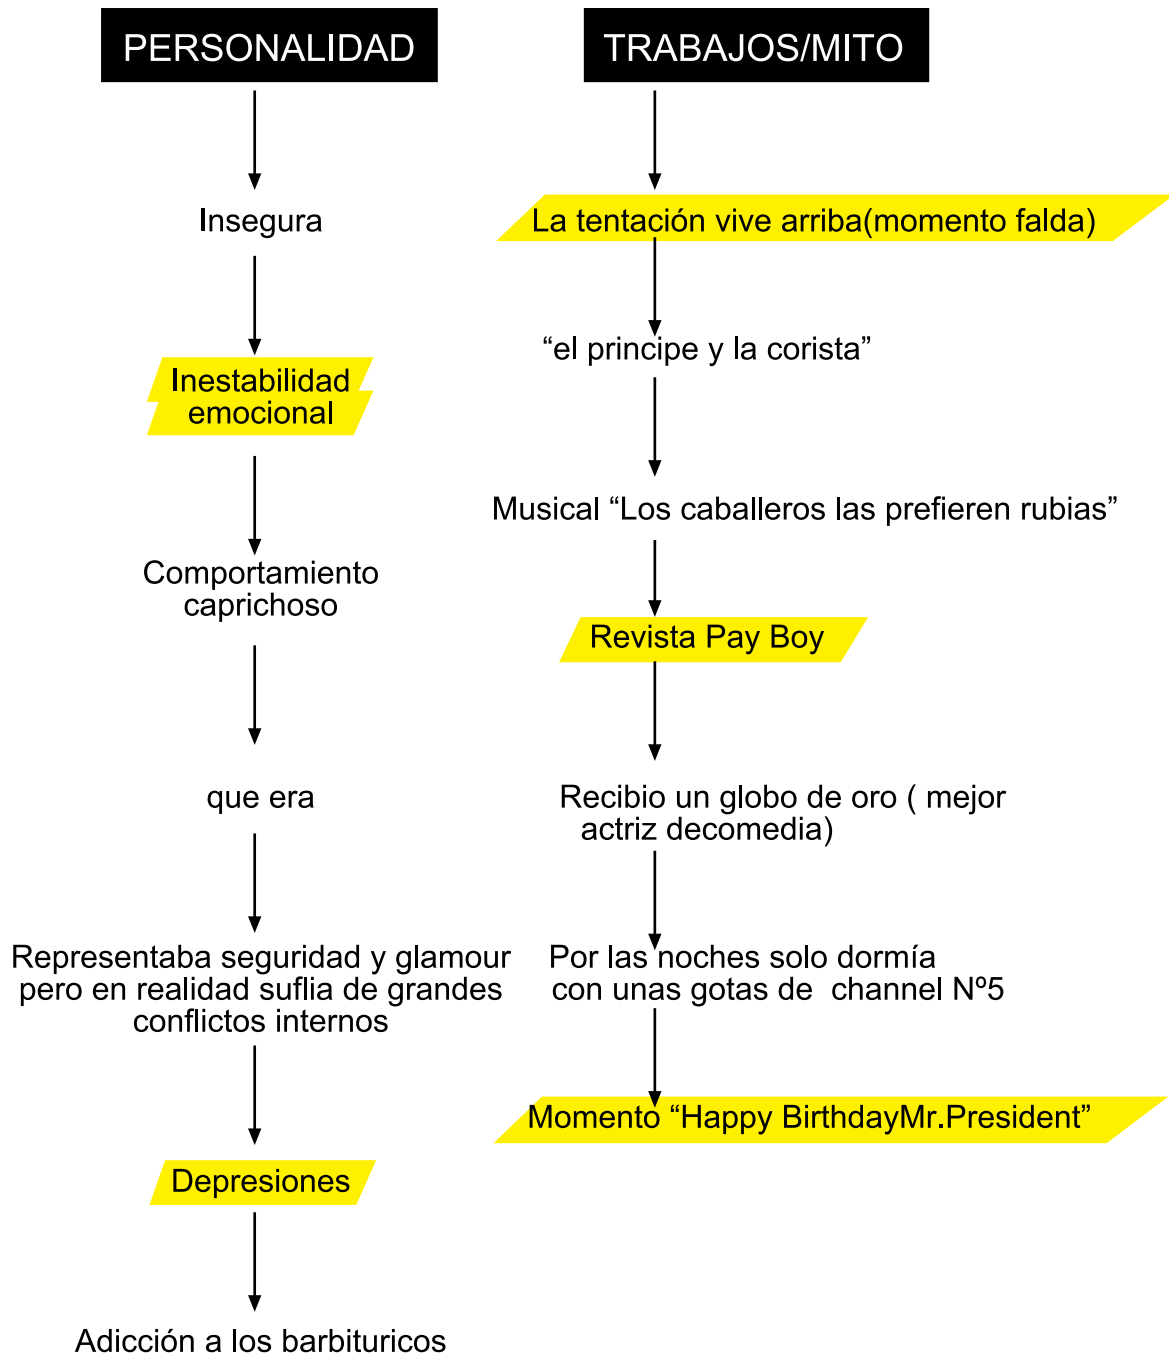 PERSONALIDAD
Insegura
Inestabilidad
emocional
Comportamiento
caprichoso
que era
Representaba seguridad y glamour
pero en realidad suflia de grandes
conflictos internos
Depresiones
Adicción a los barbituricos
TRABAJOS/MITO
La tentación vive arriba(momento falda)
“el principe y la corista”
Musical “Los caballeros las prefieren rubias”
Revista Pay Boy
Recibio un globo de oro ( mejor
actriz decomedia)
Por las noches solo dormía
con unas gotas de channel Nº5
Momento “Happy BirthdayMr.President”